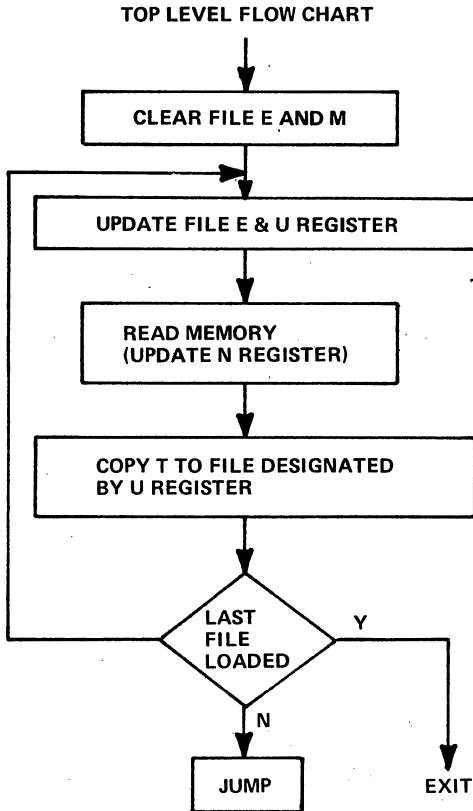 TOP LEVEL FLOW CHART
CLEAR FILE E AND M
UPDATE FILE E & U REGISTER
READ MEMORY
(UPDATE N REGISTER)
COPY T TO FILE DESIGNATED
BY U REGISTER
LAST
FILE
LOADED
Y
N
JUMP
EXIT